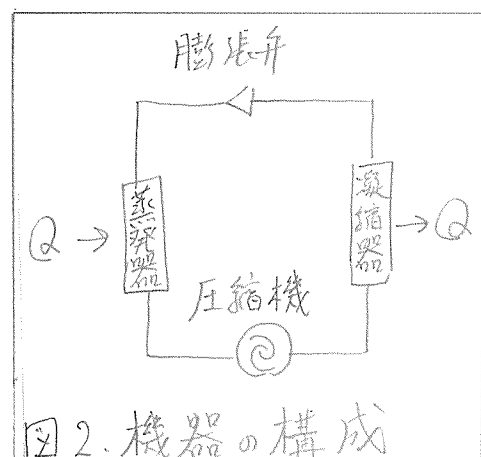 膨張弁
蒸発器
凝縮器
Q →
→ Q
圧縮機
図2.機器の構成